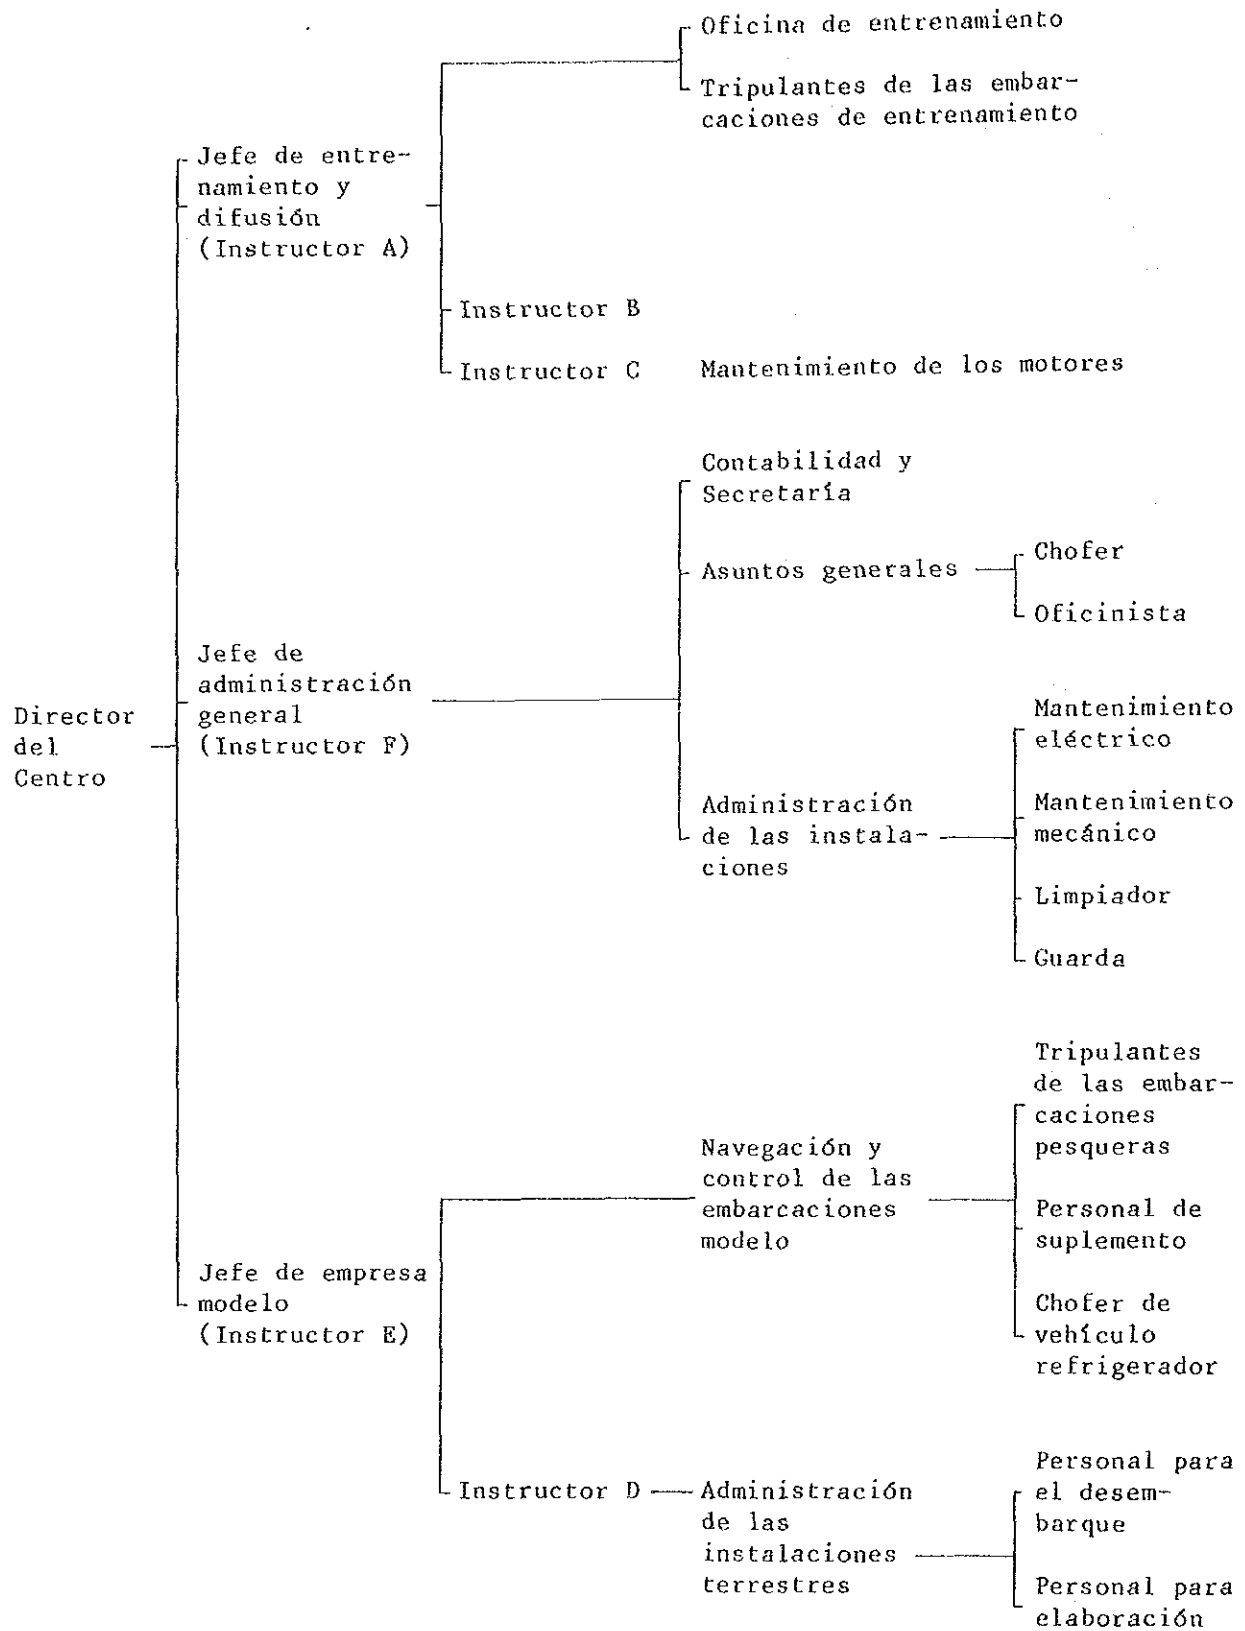 Oficina de entrenamiento
Tripulantes de las embar-
caciones de entrenamiento
Jefe de entre-
namiento y
difusión
(Instructor A)
Instructor B
Instructor C
Mantenimiento de los motores
Contabilidad y
Secretaría
Asuntos generales
Chofer
Oficinista
Jefe de
administración
general
(Instructor F)
Director
del
Centro
Mantenimiento
eléctrico
Administración
de las instala-
ciones
Mantenimiento
mecánico
Limpiador
Guarda
Tripulantes
de las embar-
caciones
pesqueras
Navegación y
control de las
embarcaciones
modelo
Personal de
suplemento
Jefe de empresa
modelo
(Instructor E)
Chofer de
vehículo
refrigerador
Instructor D
Administración
de las
instalaciones
terrestres
Personal para
el desem-
barque
Personal para
elaboración